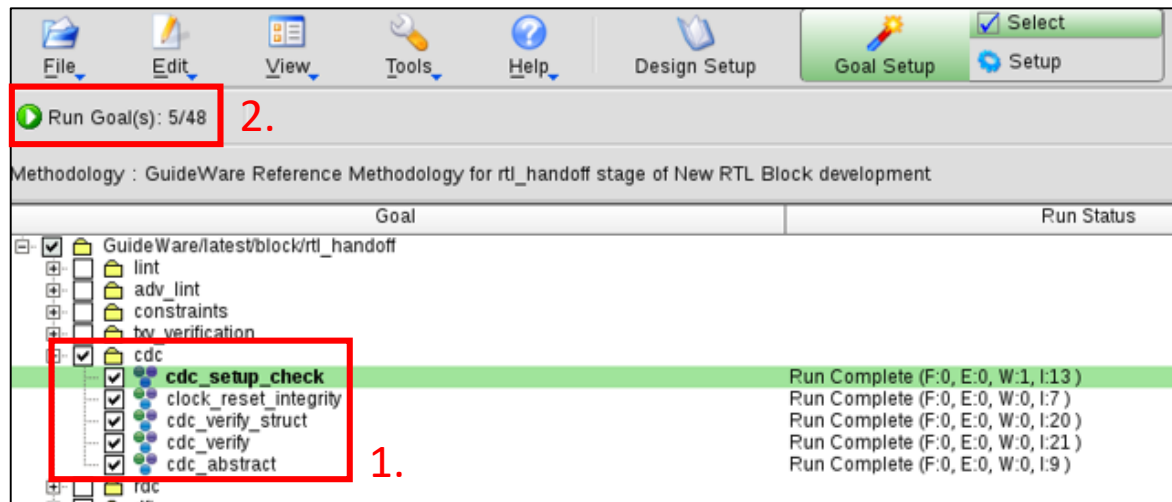 File Edit View Tools Help Design Setup Goal Setup Select
Setup
Run Goal(s): 5/48 2.
Methodology : GuideWare Reference Methodology for rtl_handoff stage of New RTL Block development
Goal Run Status
GuideWare/latest/block/rtl_handoff
lint
adv_lint
constraints
txv_verification
cdc
cdc_setup_check Run Complete (F:0, E:0, W:1, I:13 )
clock_reset_integrity Run Complete (F:0, E:0, W:0, I:7 )
cdc_verify_struct Run Complete (F:0, E:0, W:0, I:20 )
cdc_verify Run Complete (F:0, E:0, W:0, I:21 )
cdc_abstract 1. Run Complete (F:0, E:0, W:0, I:9 )
rdc